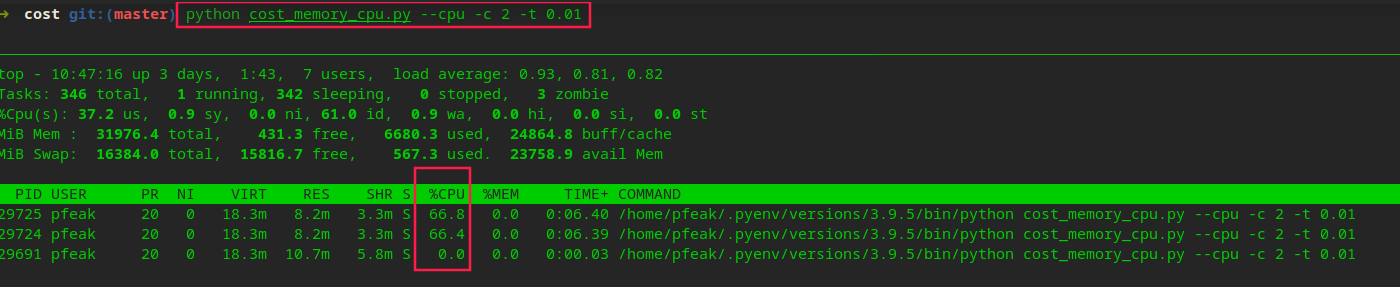 → cost git:(master) python cost_memory_cpu.py --cpu -c 2 -t 0.01
top - 10:47:16 up 3 days,  1:43,  7 users,  load average: 0.93, 0.81, 0.82
Tasks: 346 total,   1 running, 342 sleeping,   0 stopped,   3 zombie
%Cpu(s): 37.2 us,  0.9 sy,  0.0 ni, 61.0 id,  0.9 wa,  0.0 hi,  0.0 si,  0.0 st
MiB Mem :  31976.4 total,    431.3 free,   6680.3 used,  24864.8 buff/cache
MiB Swap:  16384.0 total,  15816.7 free,    567.3 used.  23758.9 avail Mem
PID USER      PR  NI    VIRT    RES    SHR S  %CPU  %MEM     TIME+ COMMAND
29725 pfeak     20   0   18.3m   8.2m   3.3m S  66.8   0.0   0:06.40 /home/pfeak/.pyenv/versions/3.9.5/bin/python cost_memory_cpu.py --cpu -c 2 -t 0.01
29724 pfeak     20   0   18.3m   8.2m   3.3m S  66.4   0.0   0:06.39 /home/pfeak/.pyenv/versions/3.9.5/bin/python cost_memory_cpu.py --cpu -c 2 -t 0.01
29691 pfeak     20   0   18.3m  10.7m   5.8m S   0.0   0.0   0:00.03 /home/pfeak/.pyenv/versions/3.9.5/bin/python cost_memory_cpu.py --cpu -c 2 -t 0.01